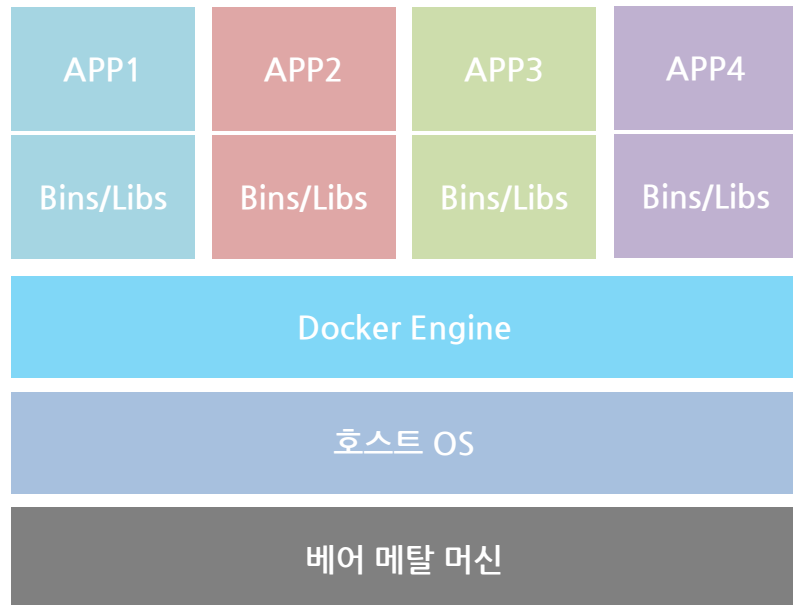 APP1
APP2
APP3
APP4
Bins/Libs
Bins/Libs
Bins/Libs
Bins/Libs
Docker Engine
호스트 OS
베어 메탈 머신